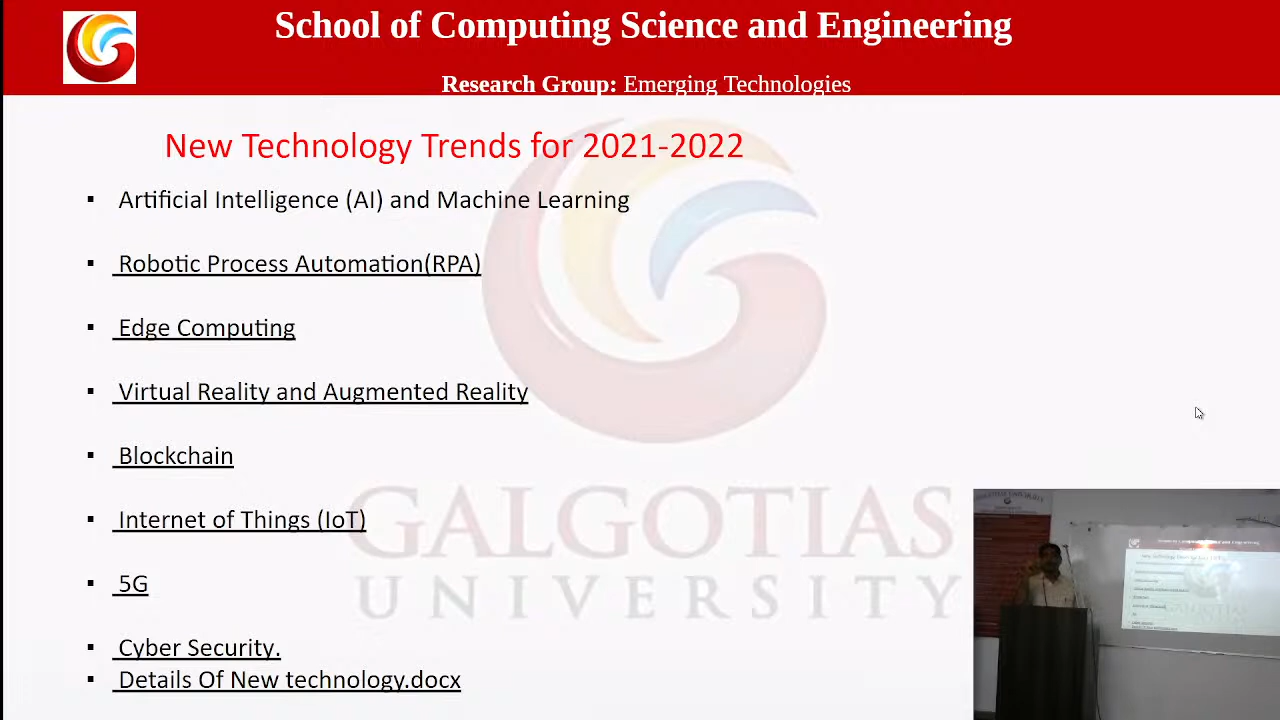 School of Computing Science and Engineering
Research Group: Emerging Technologies
New Technology Trends for 2021-2022
▪ Artificial Intelligence (AI) and Machine Learning
▪ Robotic Process Automation(RPA)
▪ Edge Computing
▪ Virtual Reality and Augmented Reality
▪ Blockchain
▪ Internet of Things (IoT)
▪ 5G
▪ Cyber Security.
▪ Details Of New technology.docx
GALGOTIAS
UNIVERSITY